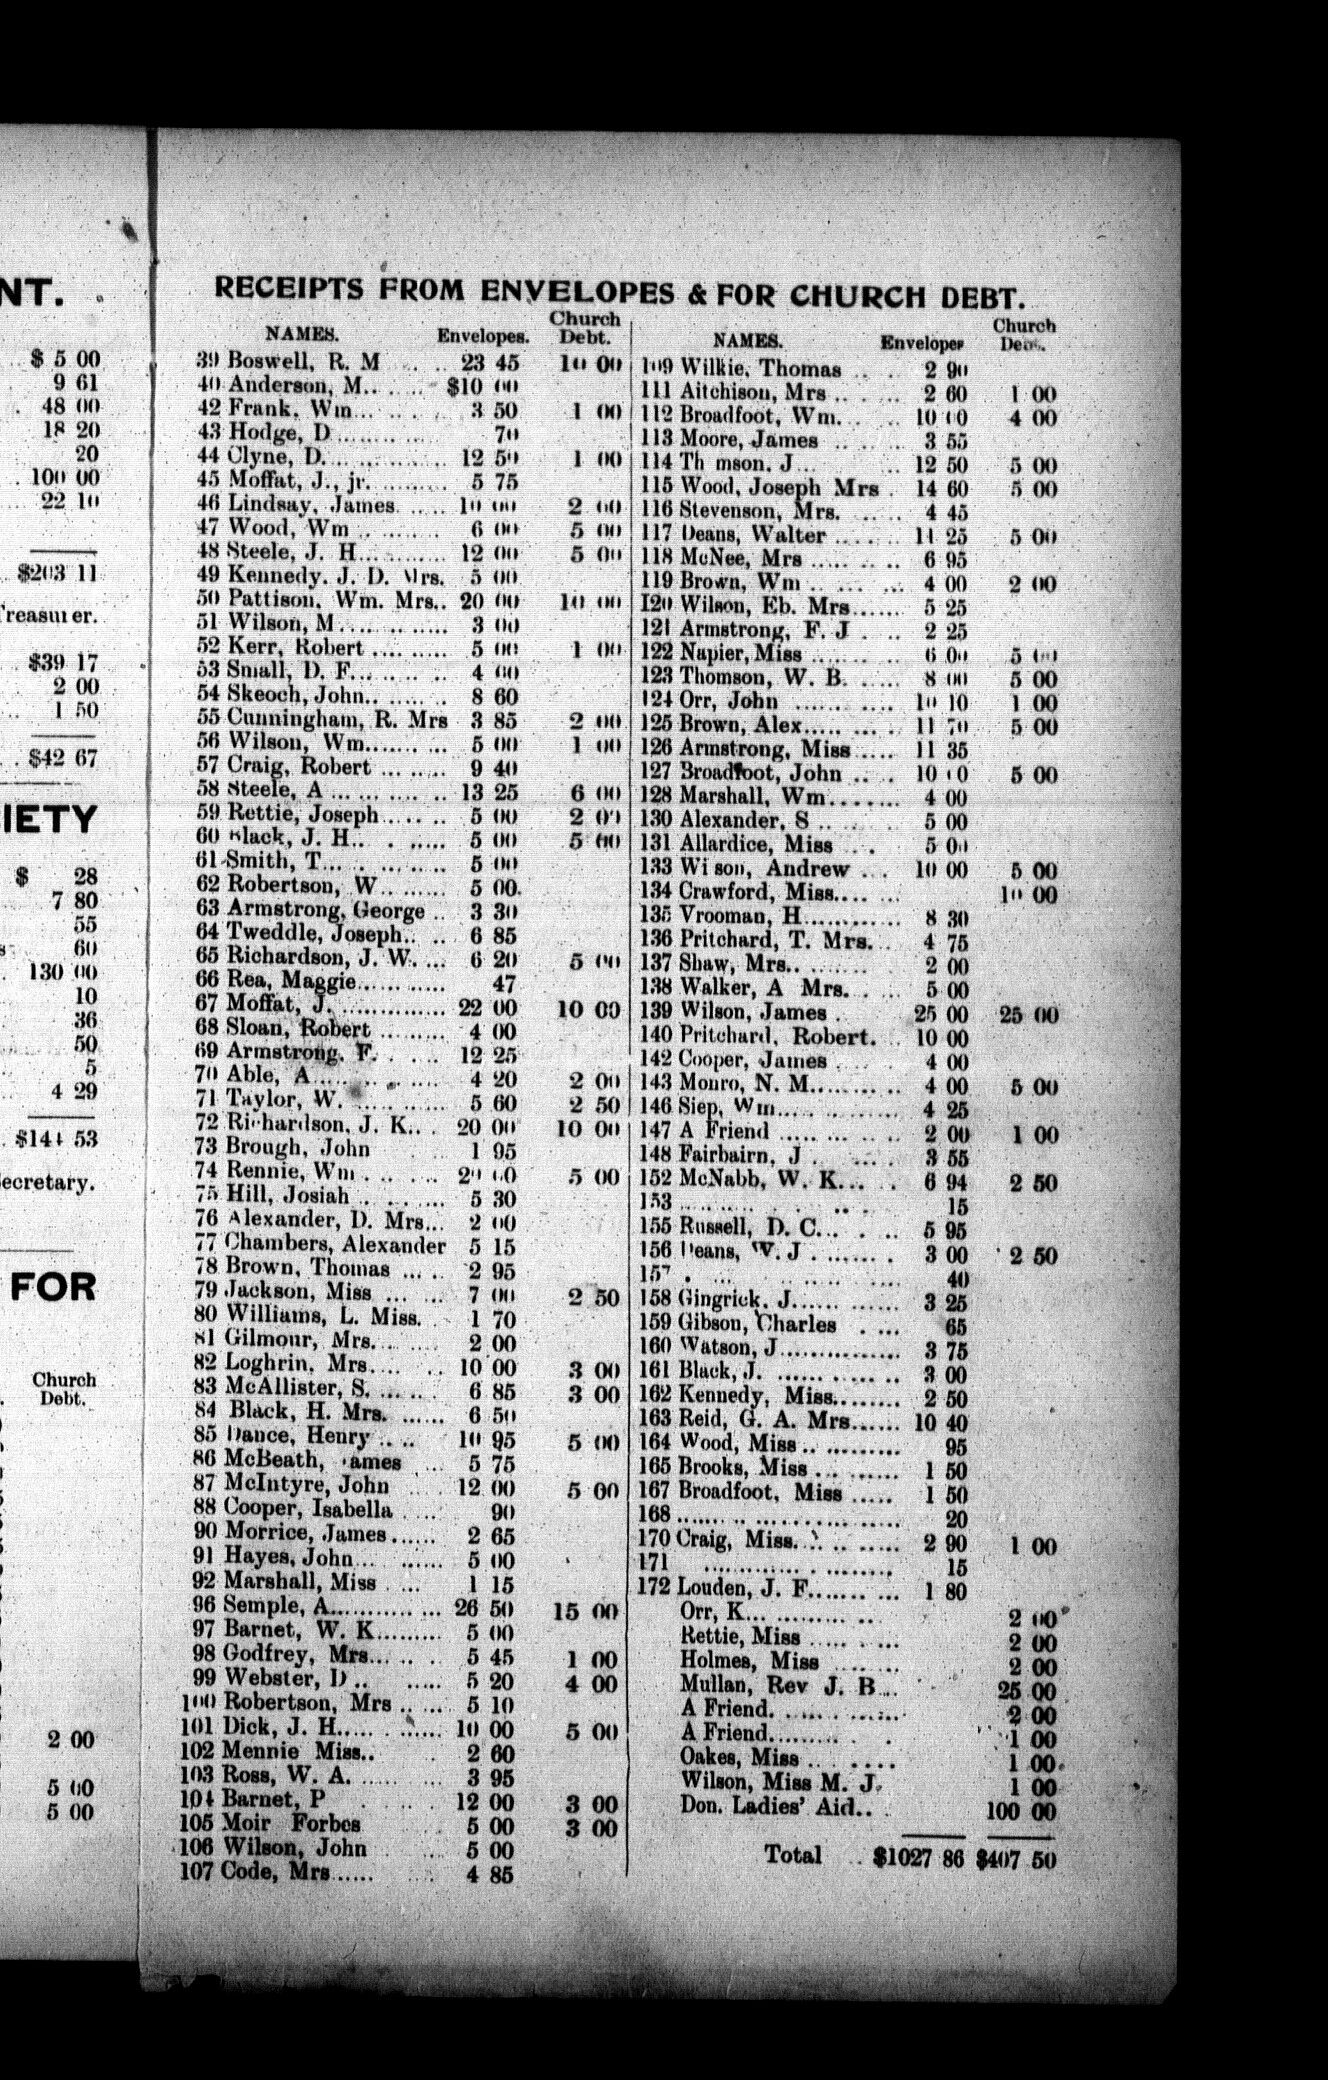 NT.
$ 5 00
9 61
48 00
18 20
20
100 00
22 10
$203 11
Treasurer.
$39 17
2 00
1 50
$42 67
IETY
$ 28
7 80
55
60
130 00
10
36
50
5
4 29
$144 53
ecretary.
FOR
Church
Debt.
2 00
5 00
5 00
RECEIPTS FROM ENVELOPES & FOR CHURCH DEBT.
NAMES. Envelopes. Church Debt.
39 Boswell, R. M 23 45 10 00
40 Anderson, M. $10 00
42 Frank, Wm 3 50 1 00
43 Hodge, D 70
44 Clyne, D. 12 50 1 00
45 Moffat, J., jr. 5 75
46 Lindsay, James 10 00 2 00
47 Wood, Wm 6 00 5 00
48 Steele, J. H. 12 00 5 00
49 Kennedy, J. D. Mrs. 5 00
50 Pattison, Wm. Mrs. 20 00 10 00
51 Wilson, M 3 00
52 Kerr, Robert 5 00 1 00
53 Small, D. F. 4 00
54 Skeoch, John 8 60
55 Cunningham, R. Mrs 3 85 2 00
56 Wilson, Wm 5 00 1 00
57 Craig, Robert 9 40
58 Steele, A 13 25 6 00
59 Rettie, Joseph 5 00 2 00
60 Black, J. H. 5 00 5 00
61 Smith, T. 5 00
62 Robertson, W. 5 00
63 Armstrong, George 3 30
64 Tweddle, Joseph 6 85
65 Richardson, J. W. 6 20 5 00
66 Rea, Maggie 47
67 Moffat, J. 22 00 10 00
68 Sloan, Robert 4 00
69 Armstrong, F. 12 25
70 Able, A 4 20 2 00
71 Taylor, W. 5 60 2 50
72 Richardson, J. K. 20 00 10 00
73 Brough, John 1 95
74 Rennie, Wm 20 00 5 00
75 Hill, Josiah 5 30
76 Alexander, D. Mrs. 2 00
77 Chambers, Alexander 5 15
78 Brown, Thomas 2 95
79 Jackson, Miss 7 00 2 50
80 Williams, L. Miss. 1 70
81 Gilmour, Mrs. 2 00
82 Loghrin, Mrs. 10 00 3 00
83 McAllister, S. 6 85 3 00
84 Black, H. Mrs. 6 50
85 Dance, Henry 10 95 5 00
86 McBeath, James 5 75
87 McIntyre, John 12 00 5 00
88 Cooper, Isabella 90
90 Morrice, James 2 65
91 Hayes, John 5 00
92 Marshall, Miss 1 15
96 Semple, A. 26 50 15 00
97 Barnet, W. K. 5 00
98 Godfrey, Mrs. 5 45 1 00
99 Webster, D 5 20 4 00
100 Robertson, Mrs 5 10
101 Dick, J. H. 10 00 5 00
102 Mennie Miss 2 60
103 Ross, W. A. 3 95
104 Barnet, P 12 00 3 00
105 Moir Forbes 5 00 3 00
106 Wilson, John 5 00
107 Code, Mrs 4 85
NAMES. Envelopes Church Debt.
109 Wilkie, Thomas 2 90
111 Aitchison, Mrs 2 60 1 00
112 Broadfoot, Wm. 10 00 4 00
113 Moore, James 3 55
114 Th mson, J 12 50 5 00
115 Wood, Joseph Mrs 14 60 5 00
116 Stevenson, Mrs. 4 45
117 Deans, Walter 11 25 5 00
118 McNee, Mrs 6 95
119 Brown, Wm 4 00 2 00
120 Wilson, Eb. Mrs 5 25
121 Armstrong, F. J 2 25
122 Napier, Miss 6 00 5 00
123 Thomson, W. B. 8 00 5 00
124 Orr, John 10 10 1 00
125 Brown, Alex 11 70 5 00
126 Armstrong, Miss 11 35
127 Broadfoot, John 10 00 5 00
128 Marshall, Wm 4 00
130 Alexander, S 5 00
131 Allardice, Miss 5 00
133 Wi son, Andrew 10 00 5 00
134 Crawford, Miss 10 00
135 Vrooman, H 8 30
136 Pritchard, T. Mrs. 4 75
137 Shaw, Mrs. 2 00
138 Walker, A Mrs. 5 00
139 Wilson, James 25 00 25 00
140 Pritchard, Robert. 10 00
142 Cooper, James 4 00
143 Monro, N. M. 4 00 5 00
146 Siep, Wm 4 25
147 A Friend 2 00 1 00
148 Fairbairn, J 3 55
152 McNabb, W. K. 6 94 2 50
153 15
155 Russell, D. C. 5 95
156 Deans, W. J 3 00 2 50
157 40
158 Gingrick, J. 3 25
159 Gibson, Charles 65
160 Watson, J 3 75
161 Black, J. 3 00
162 Kennedy, Miss 2 50
163 Reid, G. A. Mrs 10 40
164 Wood, Miss 95
165 Brooks, Miss 1 50
167 Broadfoot, Miss 1 50
168 20
170 Craig, Miss. 2 90 1 00
171 15
172 Louden, J. F. 1 80
Orr, K 2 00
Rettie, Miss 2 00
Holmes, Miss 2 00
Mullan, Rev J. B 25 00
A Friend 2 00
A Friend 1 00
Oakes, Miss 1 00
Wilson, Miss M. J. 1 00
Don. Ladies' Aid 100 00
Total $1027 86 $407 50